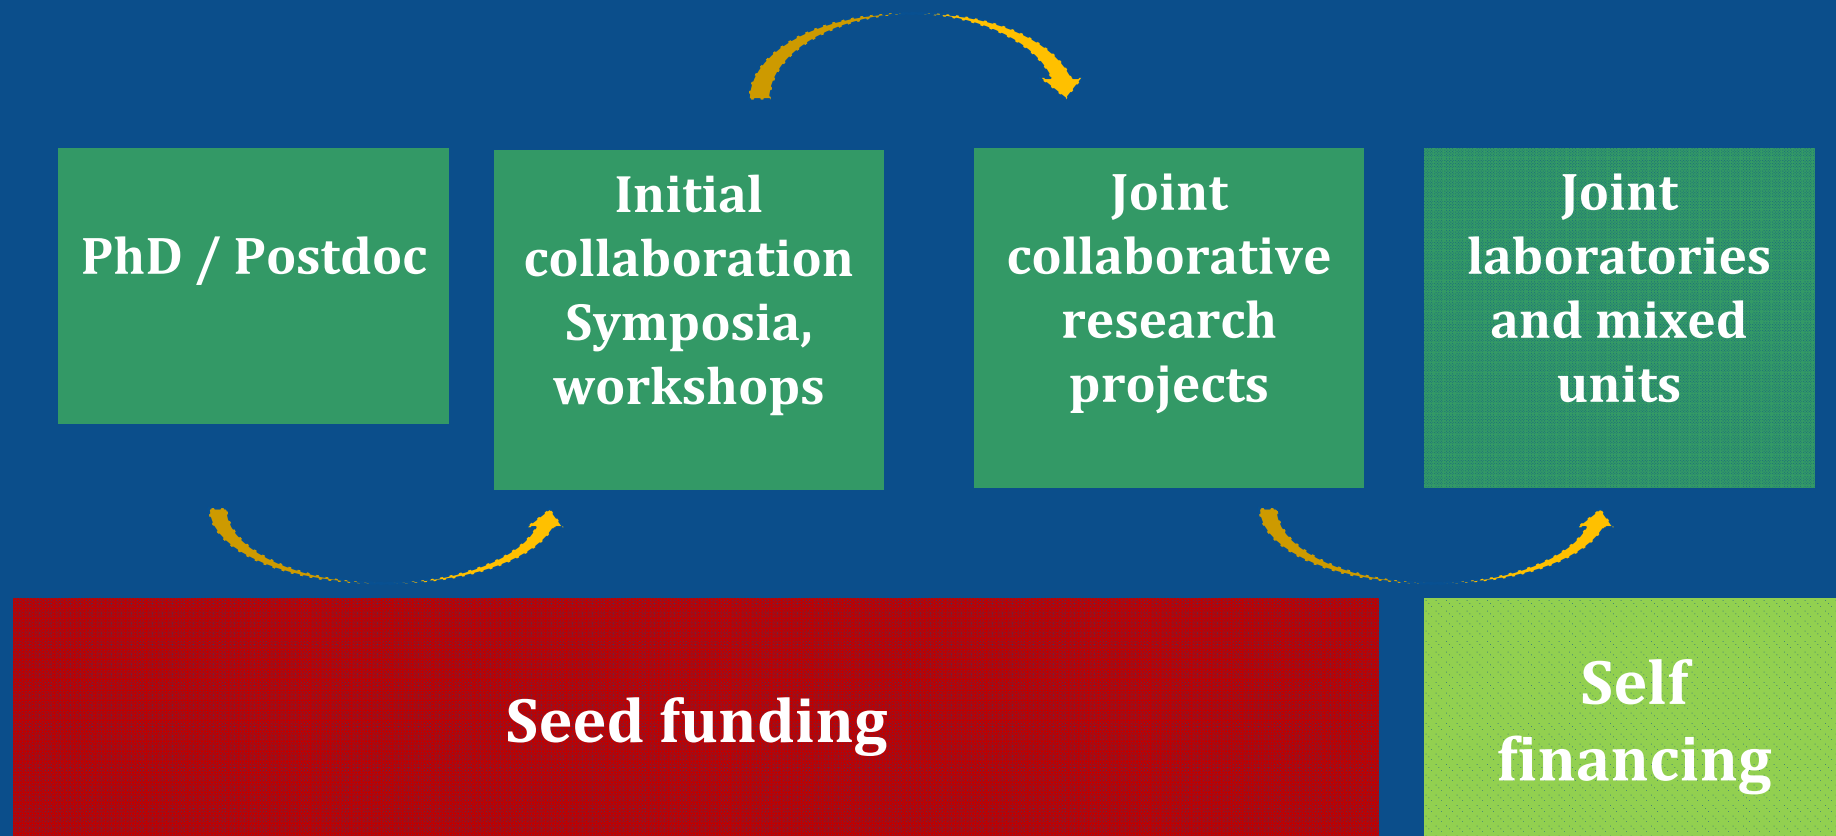 PhD / Postdoc
Initial
collaboration
Symposia,
workshops
Joint
collaborative
research
projects
Joint
laboratories
and mixed
units
Seed funding
Self
financing